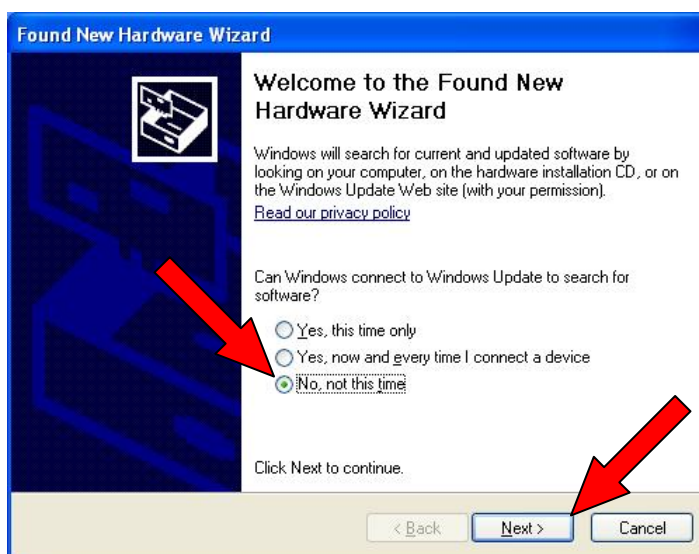 Found New Hardware Wizard
Welcome to the Found New
Hardware Wizard
Windows will search for current and updated software by
looking on your computer, on the hardware installation CD, or on
the Windows Update Web site (with your permission).
Read our privacy policy
Can Windows connect to Windows Update to search for
software?
Yes, this time only
Yes, now and every time I connect a device
No, not this time
Click Next to continue.
< Back Next > Cancel